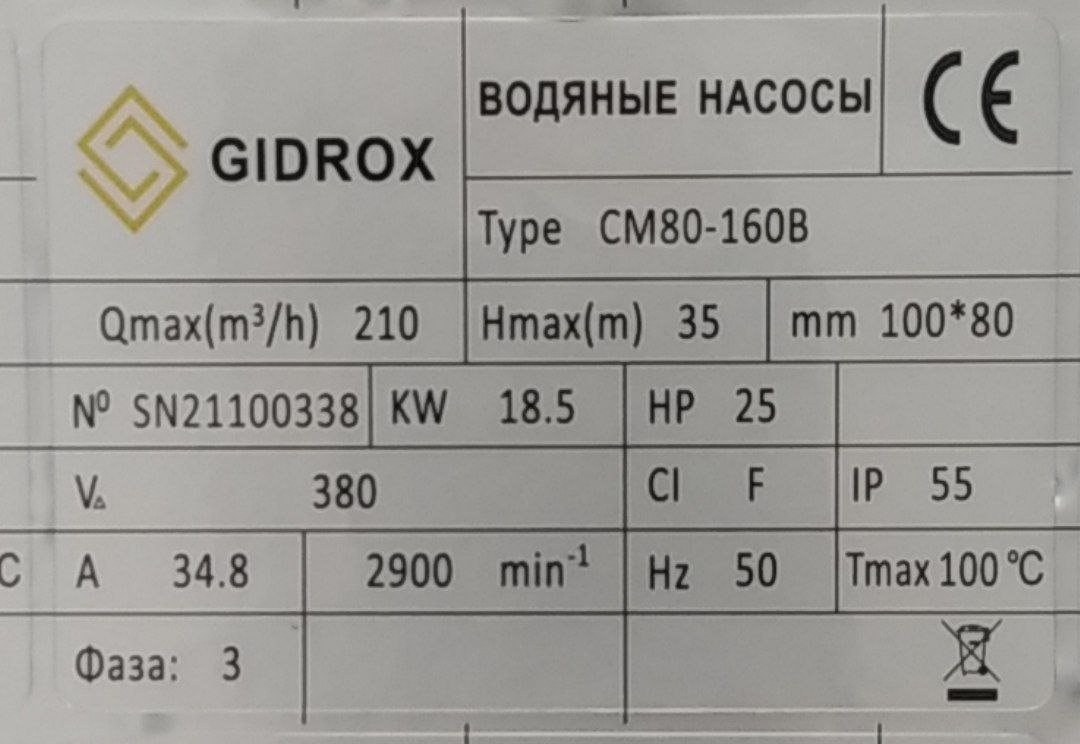 GIDROX
ВОДЯНЫЕ НАСОСЫ
CE
Type CM80-160B
Qmax(m³/h) 210 Hmax(m) 35 mm 100*80
Nº SN21100338 KW 18.5 HP 25
V△ 380 Cl F IP 55
C A 34.8 2900 min⁻¹ Hz 50 Tmax 100 ℃
Фаза: 3